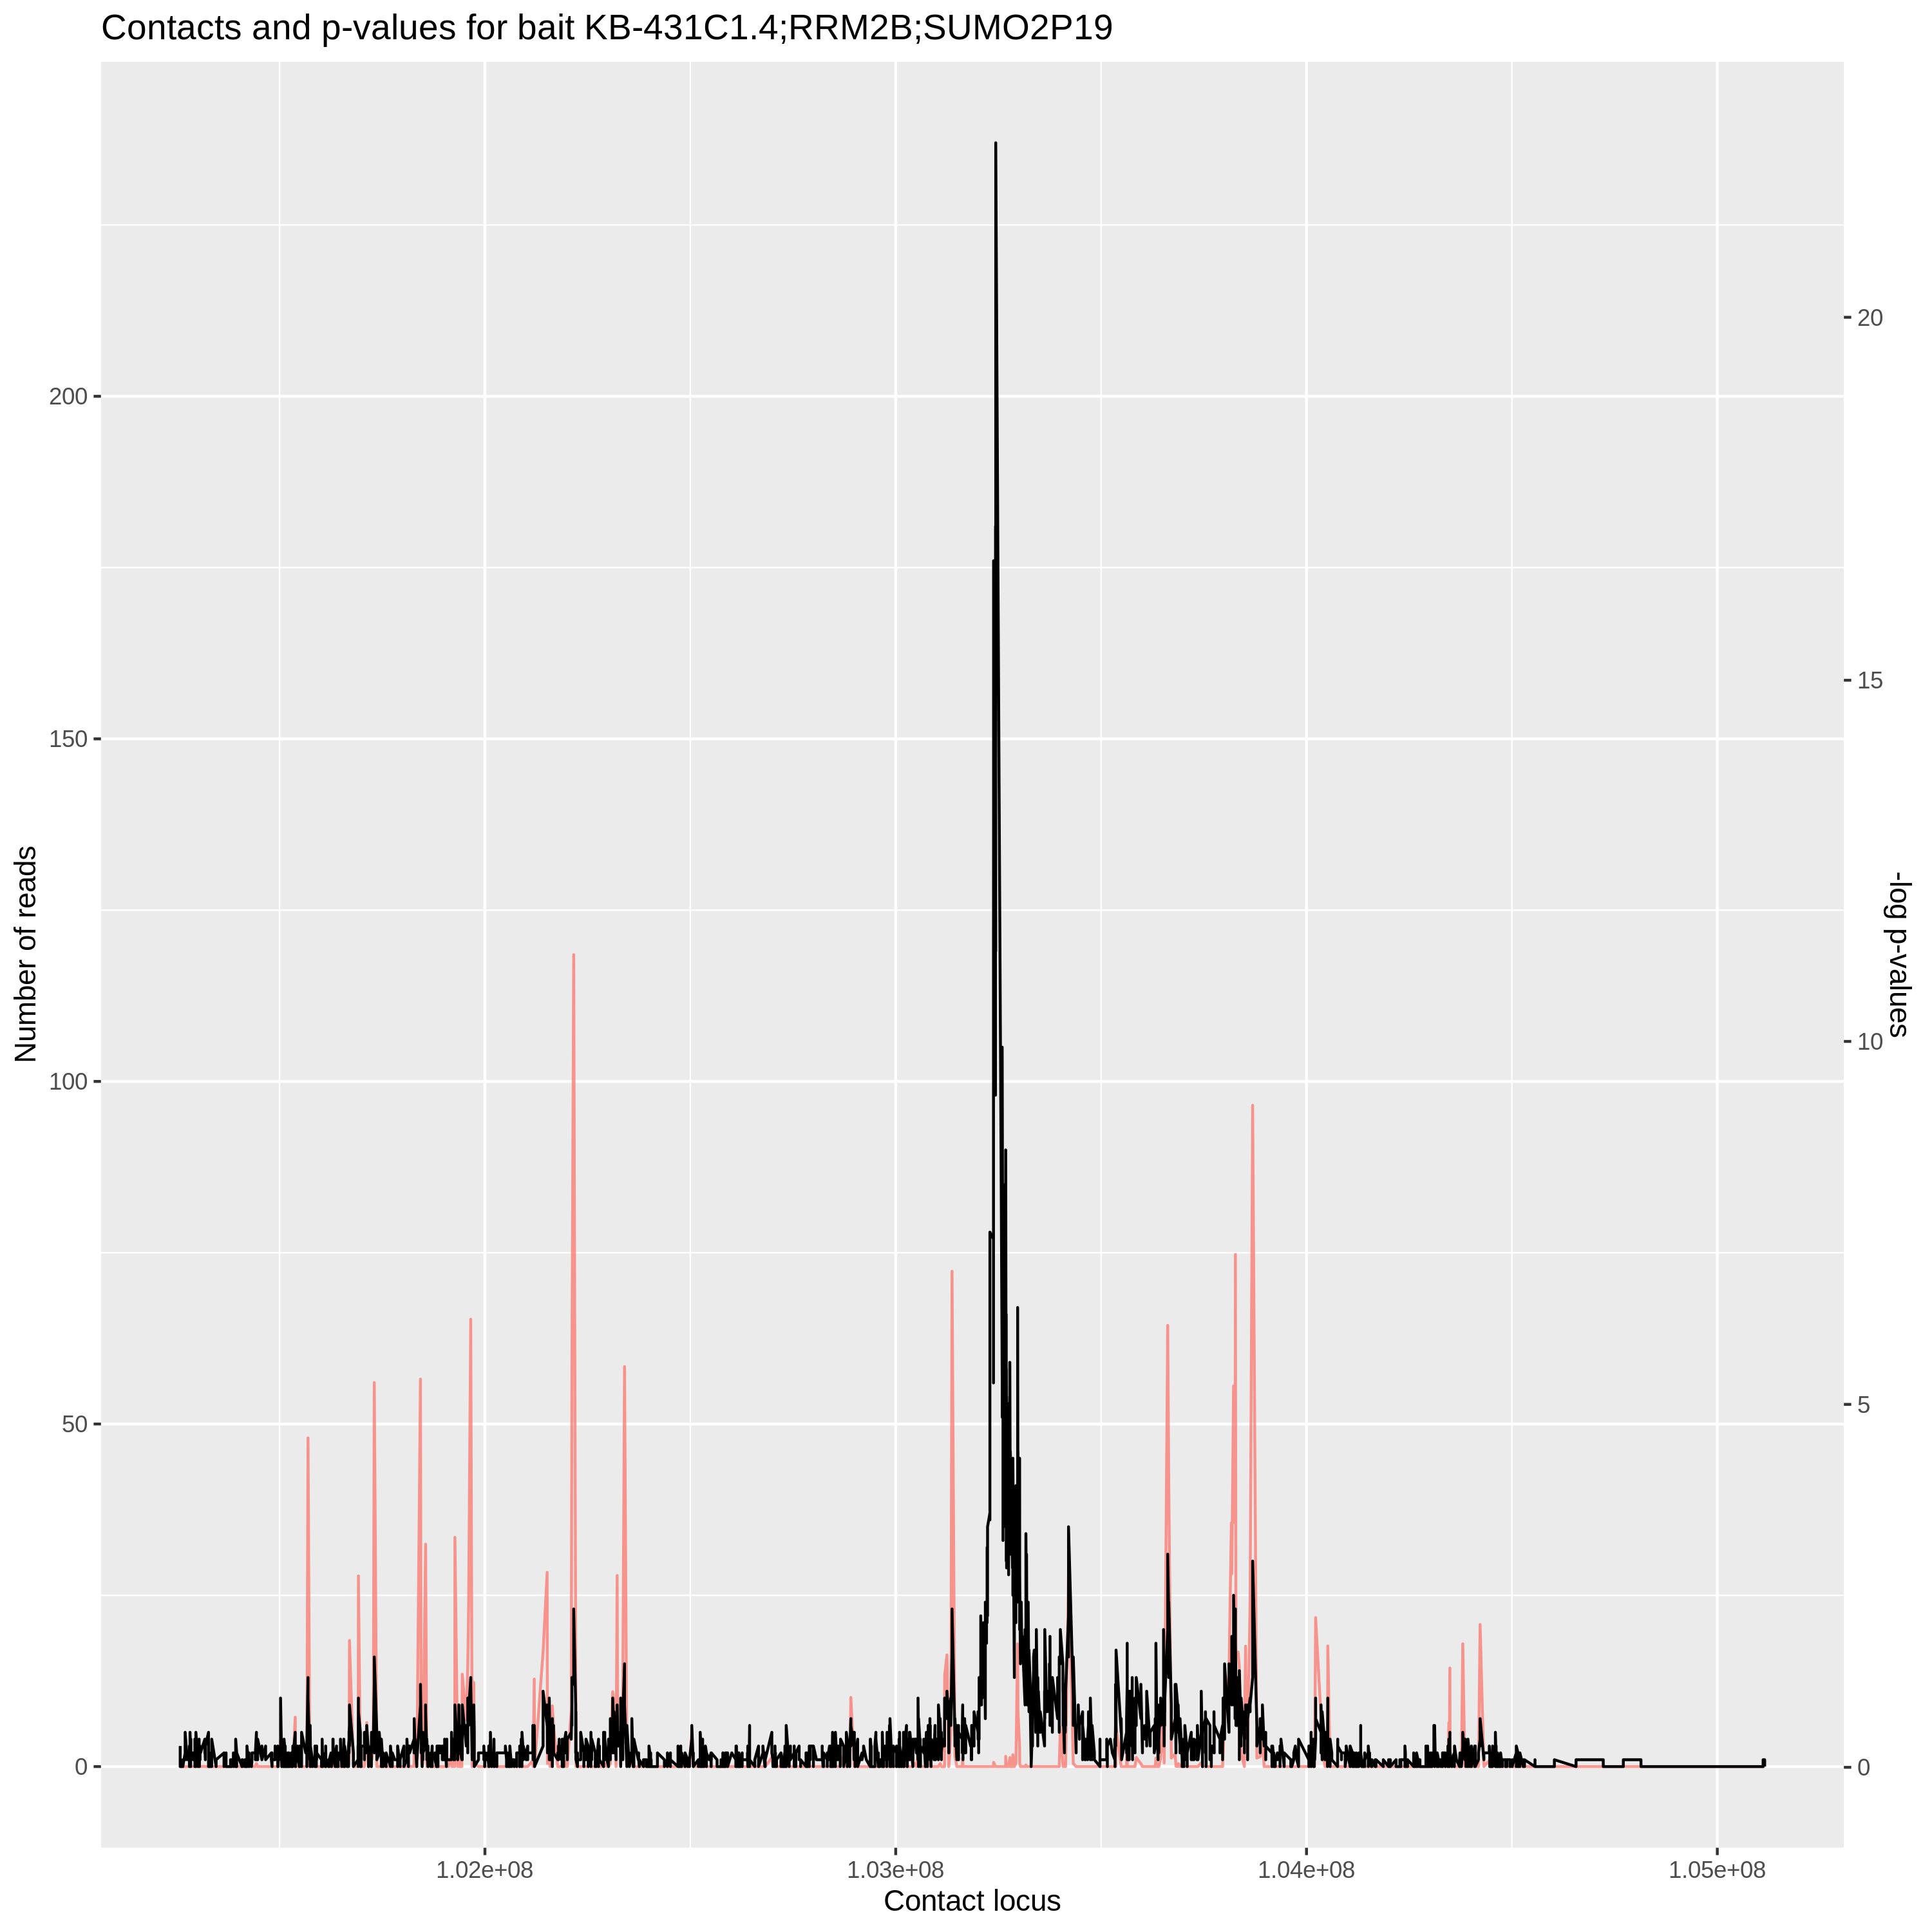 Contacts and p-values for bait KB-431C1.4;RRM2B;SUMO2P19
Number of reads
200
150
100
50
0
20
15
10
5
0
-log p-values
1.02e+08 1.03e+08 1.04e+08 1.05e+08
Contact locus